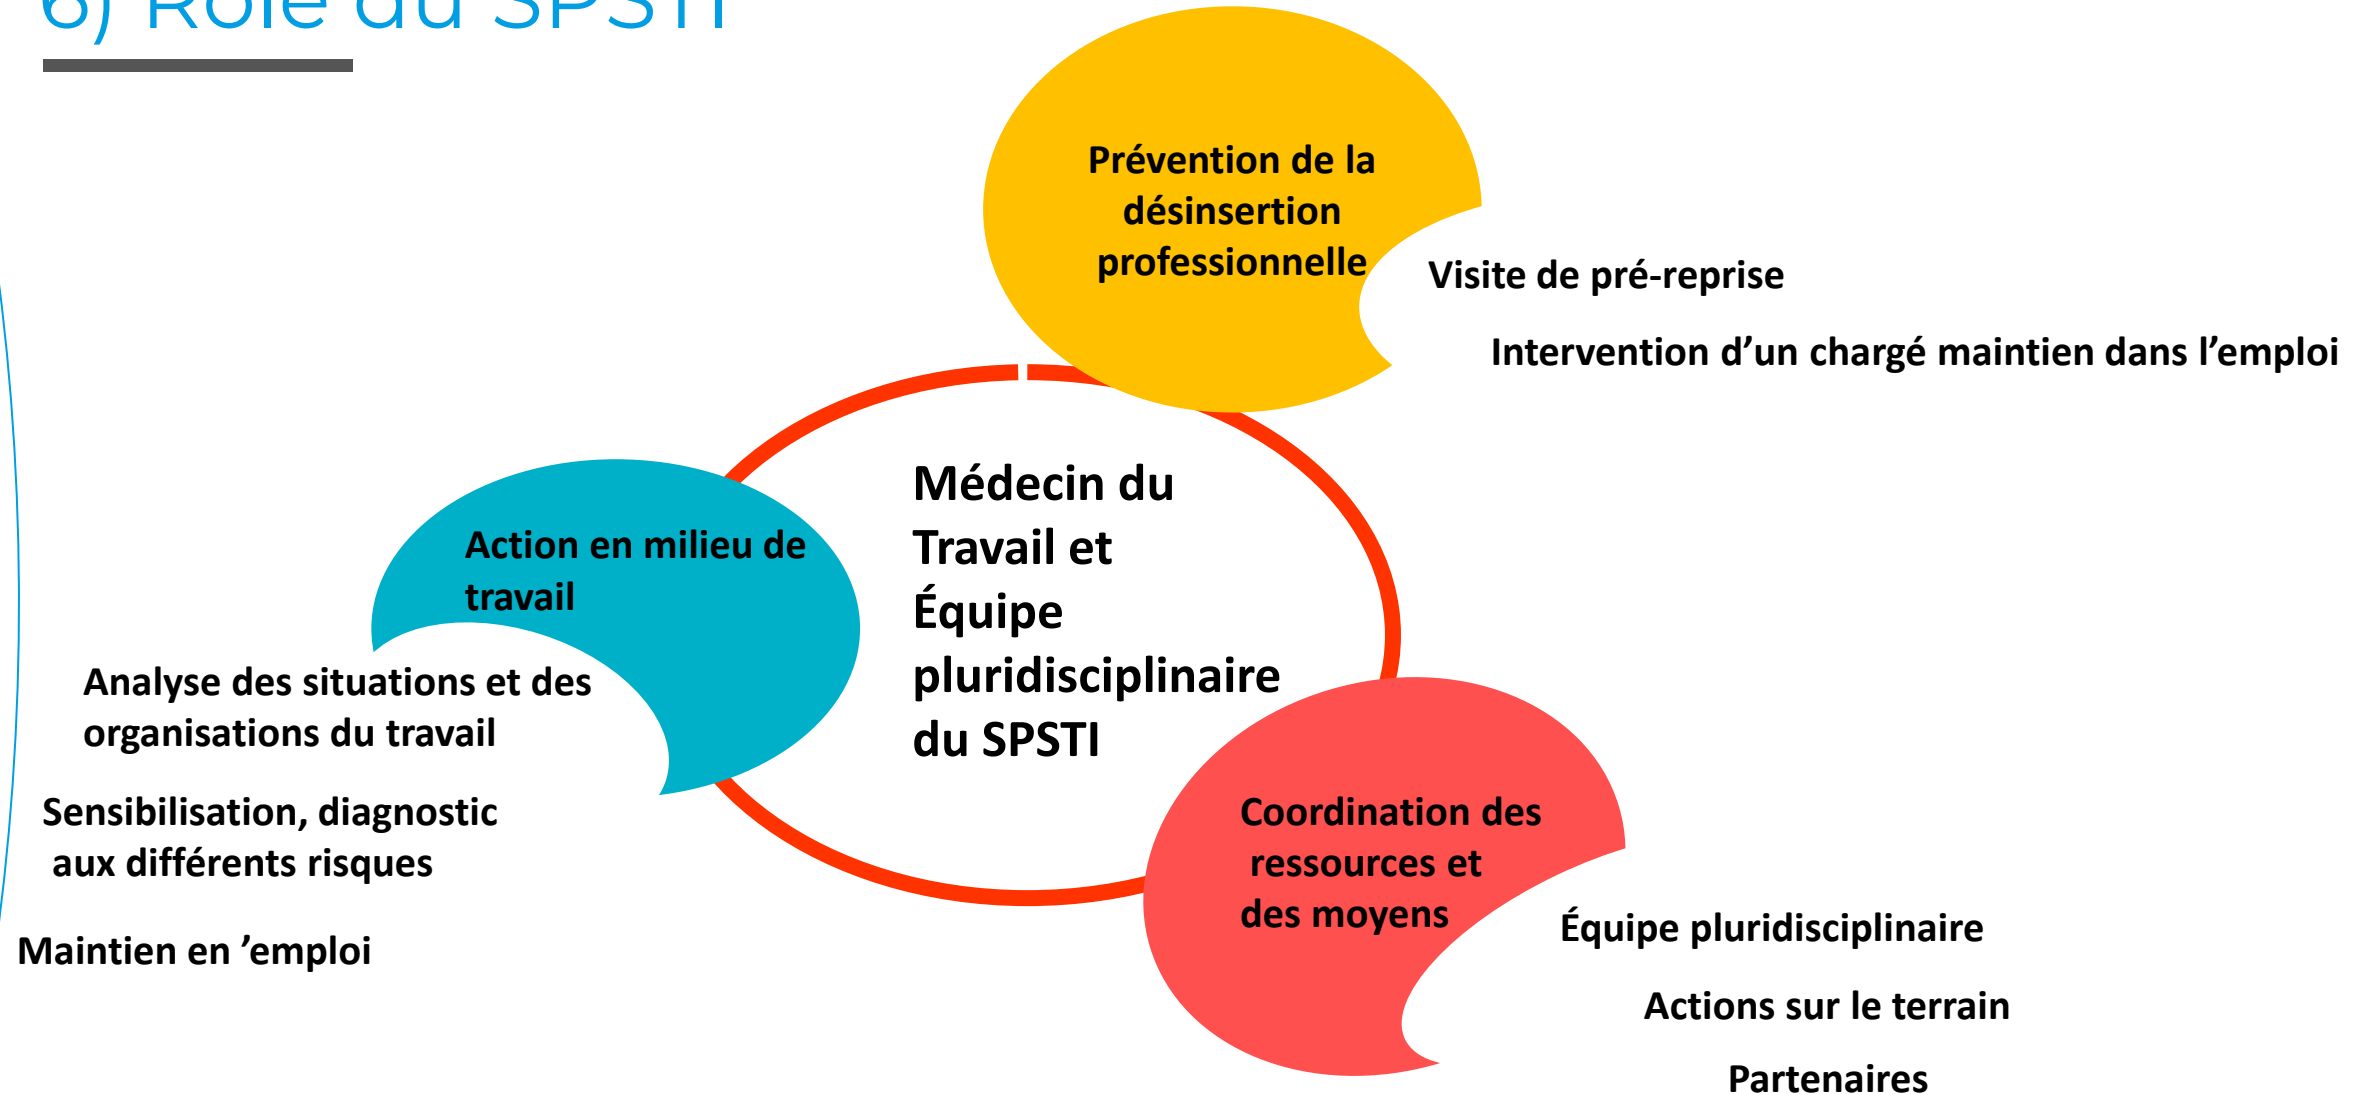 6) Rôle du SPSTI
Prévention de la
désinsertion
professionnelle
Visite de pré-reprise
Intervention d’un chargé maintien dans l’emploi
Médecin du
Travail et
Équipe
pluridisciplinaire
du SPSTI
Action en milieu de
travail
Analyse des situations et des
organisations du travail
Sensibilisation, diagnostic
aux différents risques
Maintien en ’emploi
Coordination des
ressources et
des moyens
Équipe pluridisciplinaire
Actions sur le terrain
Partenaires